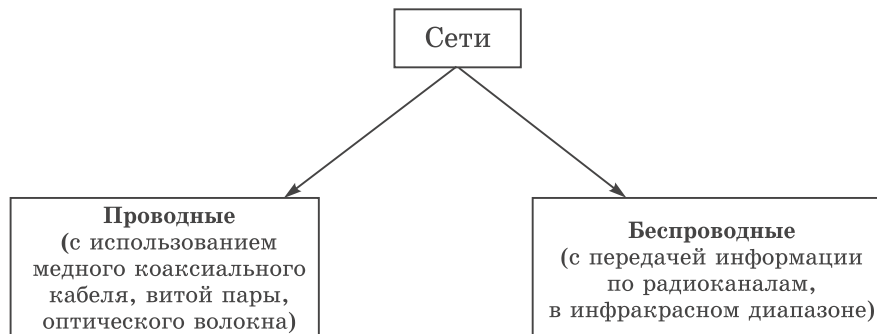 Сети
Проводные
(с использованием
медного коаксиального
кабеля, витой пары,
оптического волокна)
Беспроводные
(с передачей информации
по радиоканалам,
в инфракрасном диапазоне)